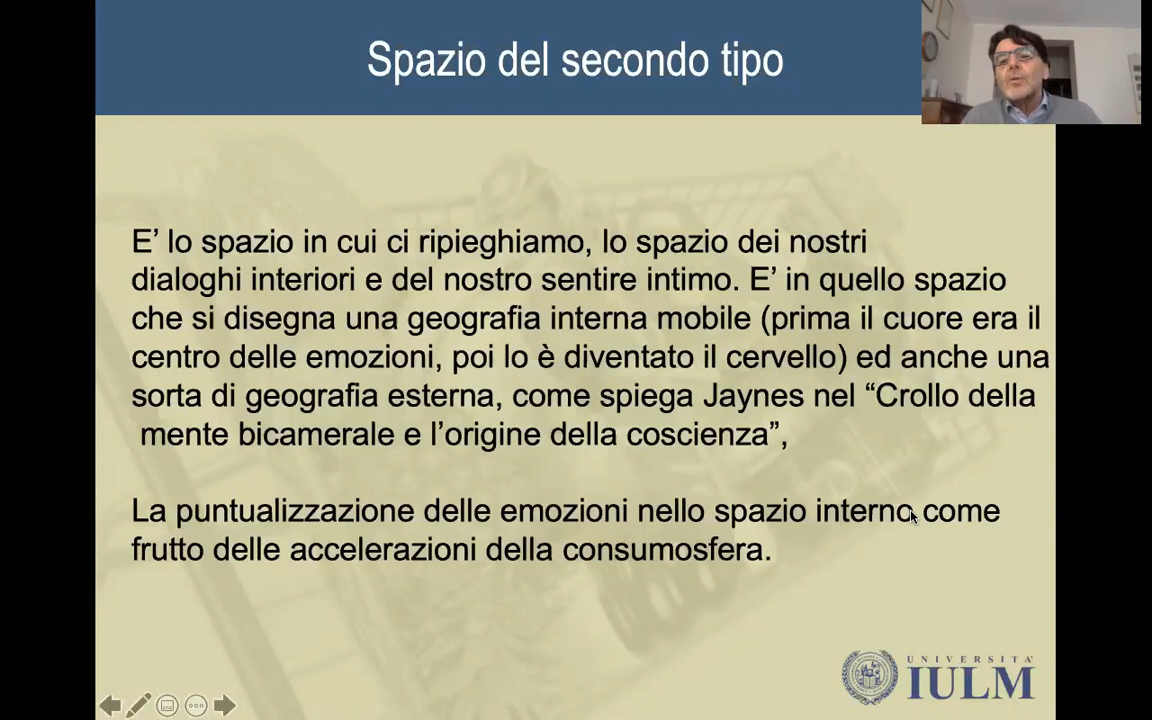 Spazio del secondo tipo
E’ lo spazio in cui ci ripieghiamo, lo spazio dei nostri
dialoghi interiori e del nostro sentire intimo. E’ in quello spazio
che si disegna una geografia interna mobile (prima il cuore era il
centro delle emozioni, poi lo è diventato il cervello) ed anche una
sorta di geografia esterna, come spiega Jaynes nel “Crollo della
mente bicamerale e l’origine della coscienza”,
La puntualizzazione delle emozioni nello spazio interno come
frutto delle accelerazioni della consumosfera.
UNIVERSITA'
IULM